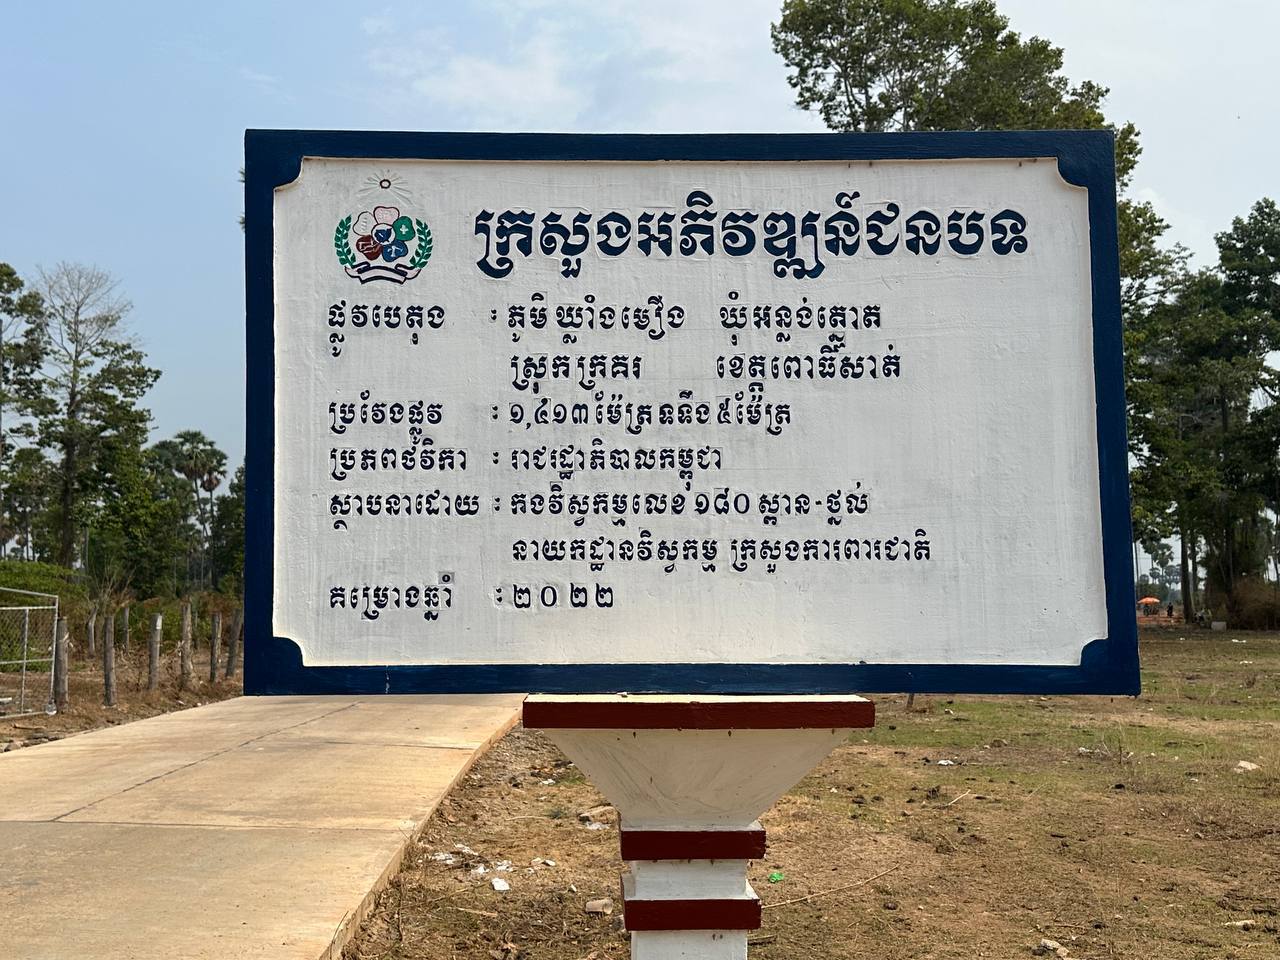 ក្រសួងអភិវឌ្ឍន៍ជនបទ
ផ្លូវបេតុង : ភូមិ ឃ្លាំងមឿង ឃុំអន្លង់ត្នោត
ស្រុកក្រគរ ខេត្តពោធិ៍សាត់
ប្រវែងផ្លូវ : ១,៤១៣ម៉ែត្រ ទទឹង ៥ម៉ែត្រ
ប្រភពថវិកា : រាជរដ្ឋាភិបាលកម្ពុជា
ស្ថាបនាដោយ : កងវិស្វកម្មលេខ ១៨០ ស្ពាន-ថ្នល់
នាយកដ្ឋានវិស្វកម្ម ក្រសួងការពារជាតិ
គម្រោងឆ្នាំ : ២០២២